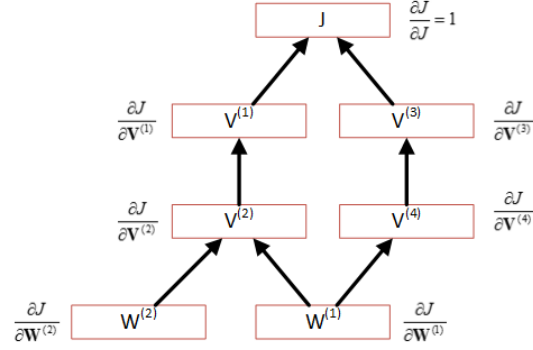 J ∂J/∂J = 1
∂J/∂V⁽¹⁾ V⁽¹⁾ V⁽³⁾ ∂J/∂V⁽³⁾
∂J/∂V⁽²⁾ V⁽²⁾ V⁽⁴⁾ ∂J/∂V⁽⁴⁾
∂J/∂W⁽²⁾ W⁽²⁾ W⁽¹⁾ ∂J/∂W⁽¹⁾